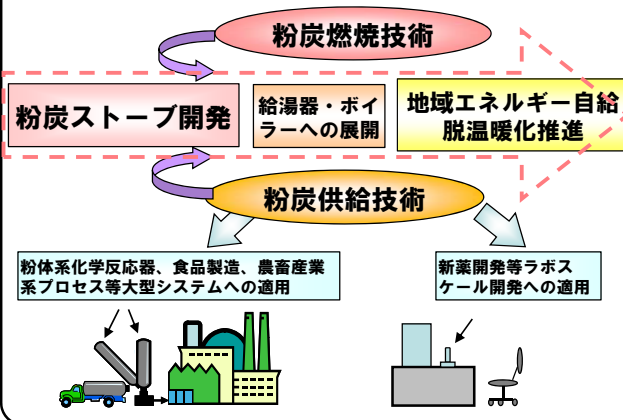 粉炭燃焼技術
粉炭ストーブ開発
給湯器・ボイ
ラーへの展開
地域エネルギー自給
脱温暖化推進
粉炭供給技術
粉体系化学反応器、食品製造、農畜産業
系プロセス等大型システムへの適用
新薬開発等ラボス
ケール開発への適用